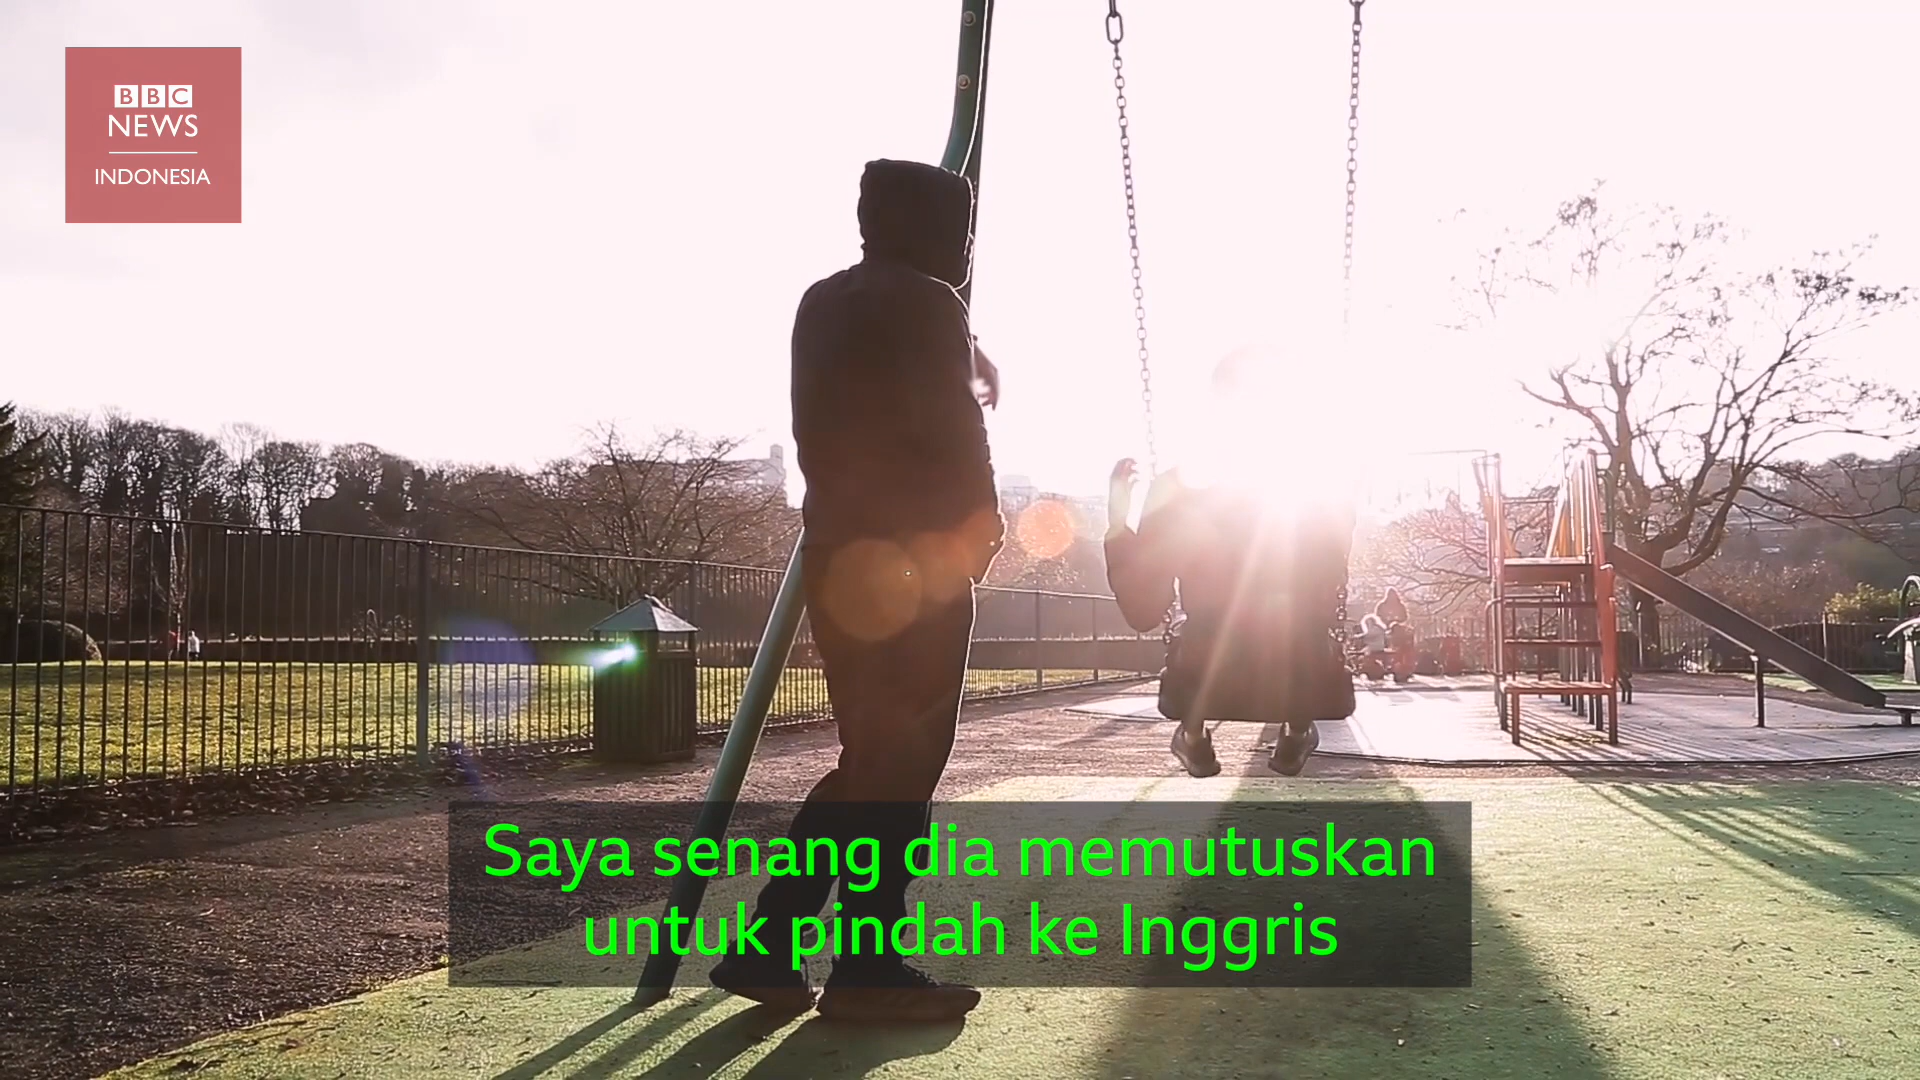 BBC
NEWS
INDONESIA
Saya senang dia memutuskan
untuk pindah ke Inggris